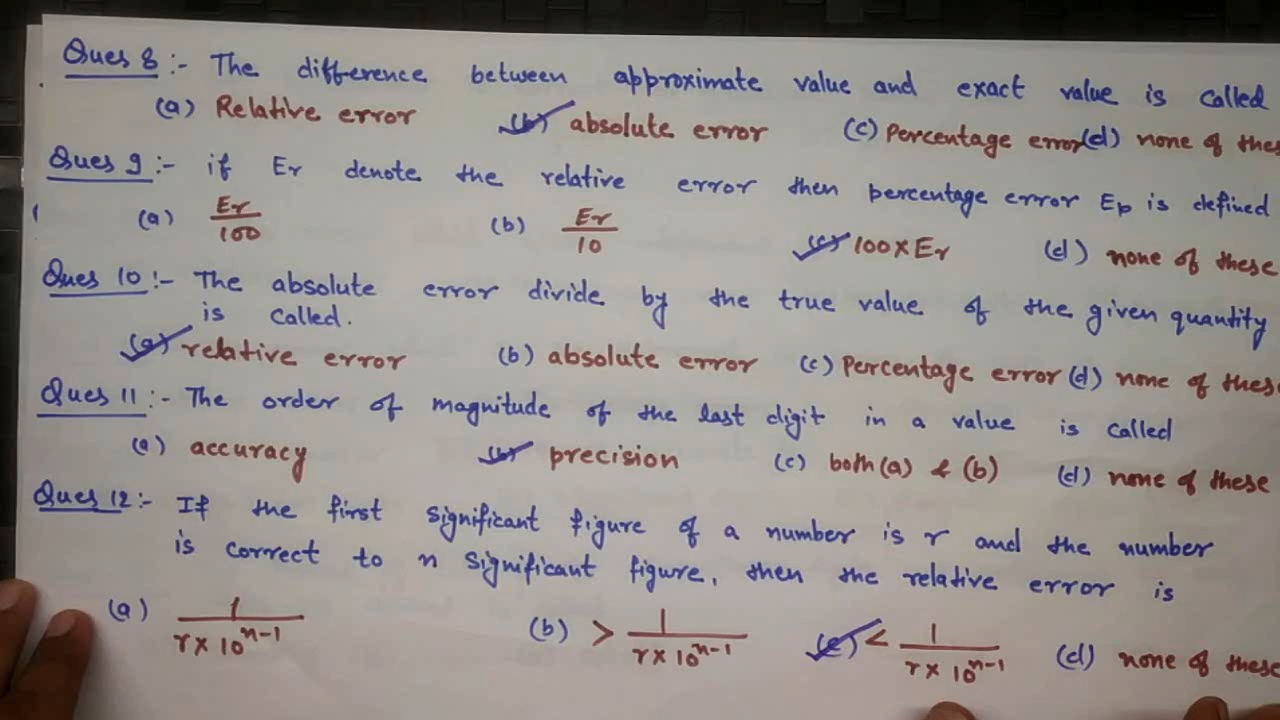 Ques 8:- The difference between approximate value and exact value is called
(a) Relative error (b) absolute error (c) Percentage error (d) none of thes
Ques 9:- if Er denote the relative error then percentage error Ep is defined
(a) Er/100 (b) Er/10 (c) 100×Er (d) none of these
Ques 10:- The absolute error divide by the true value of the given quantity
is called.
(a) relative error (b) absolute error (c) Percentage error (d) none of thes
Ques 11:- The order of magnitude of the last digit in a value is called
(a) accuracy (b) precision (c) both (a) & (b) (d) none of these
Ques 12:- If the first significant figure of a number is r and the number
is correct to n significant figure, then the relative error is
(a) 1/r×10^n-1 (b) > 1/r×10^n-1 (c) < 1/r×10^n-1 (d) none of these